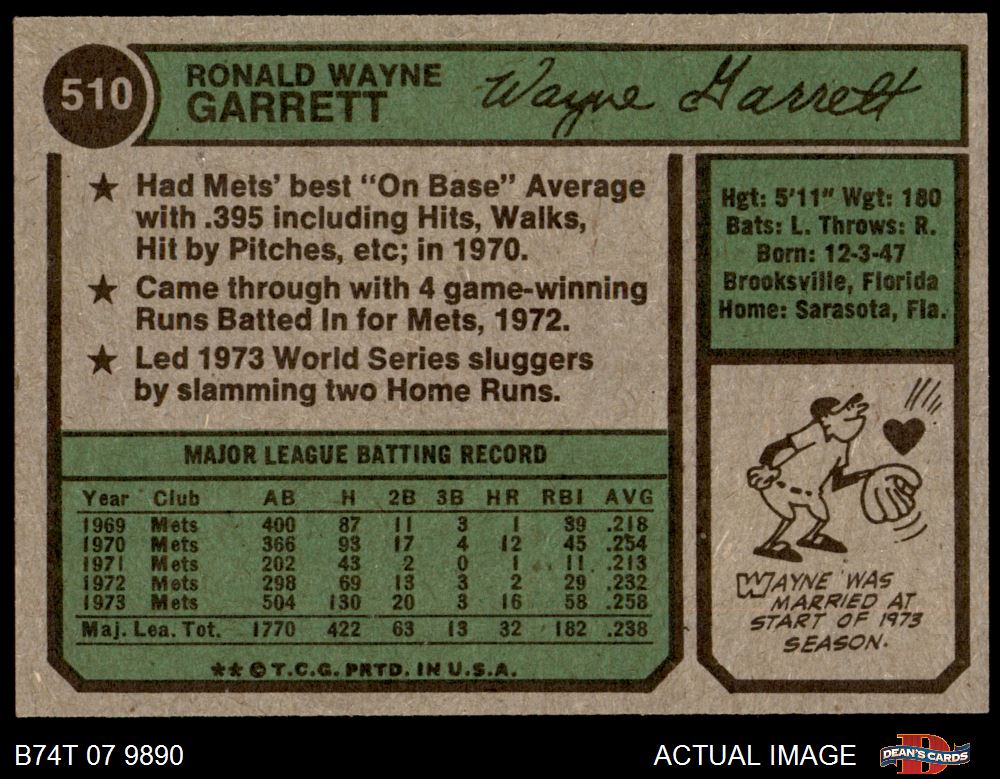 510
RONALD WAYNE
GARRETT
Wayne Garrett
★ Had Mets' best "On Base" Average
with .395 including Hits, Walks,
Hit by Pitches, etc; in 1970.
★ Came through with 4 game-winning
Runs Batted In for Mets, 1972.
★ Led 1973 World Series sluggers
by slamming two Home Runs.
Hgt: 5'11" Wgt: 180
Bats: L. Throws: R.
Born: 12-3-47
Brooksville, Florida
Home: Sarasota, Fla.
MAJOR LEAGUE BATTING RECORD
Year Club AB H 2B 3B HR RBI AVG
1969 Mets 400 87 11 3 1 39 .218
1970 Mets 366 93 17 4 12 45 .254
1971 Mets 202 43 2 0 1 11 .213
1972 Mets 298 69 13 3 2 29 .232
1973 Mets 504 130 20 3 16 58 .258
Maj. Lea. Tot. 1770 422 63 13 32 182 .238
★★©T.C.G. PRTD. IN U.S.A.
WAYNE WAS
MARRIED AT
START OF 1973
SEASON.
B74T 07 9890
ACTUAL IMAGE
DEAN'S CARDS